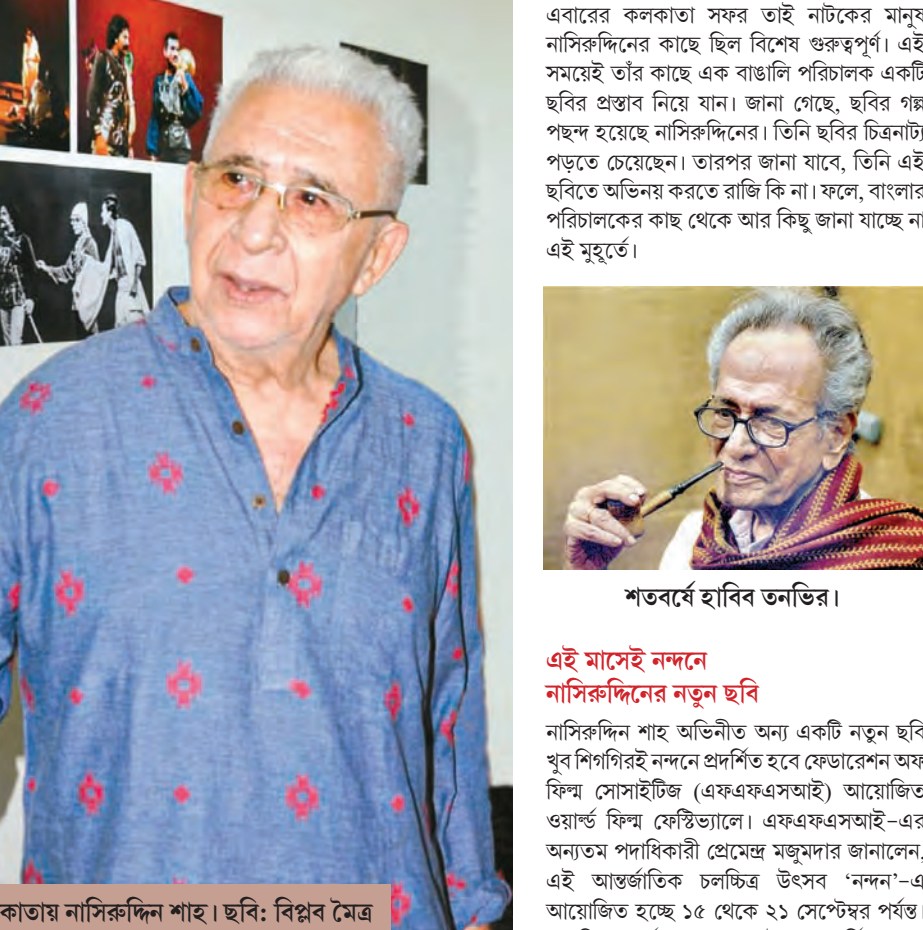 এবারের কলকাতা সফর তাই নাটকের মানুষ
নাসিরুদ্দিনের কাছে ছিল বিশেষ গুরুত্বপূর্ণ। এই
সময়েই তাঁর কাছে এক বাঙালি পরিচালক একটি
ছবির প্রস্তাব নিয়ে যান। জানা গেছে, ছবির গল্প
পছন্দ হয়েছে নাসিরুদ্দিনের। তিনি ছবির চিত্রনাট্য
পড়তে চেয়েছেন। তারপর জানা যাবে, তিনি এই
ছবিতে অভিনয় করতে রাজি কি না। ফলে, বাংলার
পরিচালকের কাছ থেকে আর কিছু জানা যাচ্ছে না
এই মুহূর্তে।
শতবর্ষে হাবিব তনভির।
এই মাসেই নন্দনে
নাসিরুদ্দিনের নতুন ছবি
নাসিরুদ্দিন শাহ অভিনীত অন্য একটি নতুন ছবি
খুব শিগগিরই নন্দনে প্রদর্শিত হবে ফেডারেশন অফ
ফিল্ম সোসাইটিজ (এফএফএসআই) আয়োজিত
ওয়ার্ল্ড ফিল্ম ফেস্টিভ্যালে। এফএফএসআই–এর
অন্যতম পদাধিকারী প্রেমেন্দ্র মজুমদার জানালেন,
এই আন্তর্জাতিক চলচ্চিত্র উৎসব ‘নন্দন’–এ
আয়োজিত হচ্ছে ১৫ থেকে ২১ সেপ্টেম্বর পর্যন্ত।
কাতায় নাসিরুদ্দিন শাহ। ছবি: বিপ্লব মৈত্র